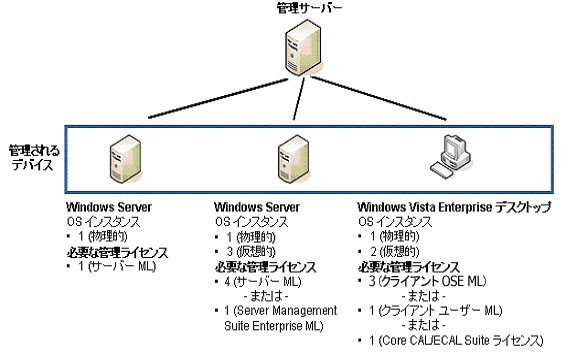 管理サーバー
管理される
デバイス
Windows Server
OS インスタンス
▪ 1 (物理的)
必要な管理ライセンス
▪ 1 (サーバー ML)
Windows Server
OS インスタンス
▪ 1 (物理的)
▪ 3 (仮想的)
必要な管理ライセンス
▪ 4 (サーバー ML)
- または -
▪ 1 (Server Management
Suite Enterprise ML)
Windows Vista Enterprise デスクトップ
OS インスタンス
▪ 1 (物理的)
▪ 2 (仮想的)
必要な管理ライセンス
▪ 3 (クライアント OSE ML)
- または -
▪ 1 (クライアント ユーザー ML)
- または -
▪ 1 (Core CAL/ECAL Suite ライセンス)